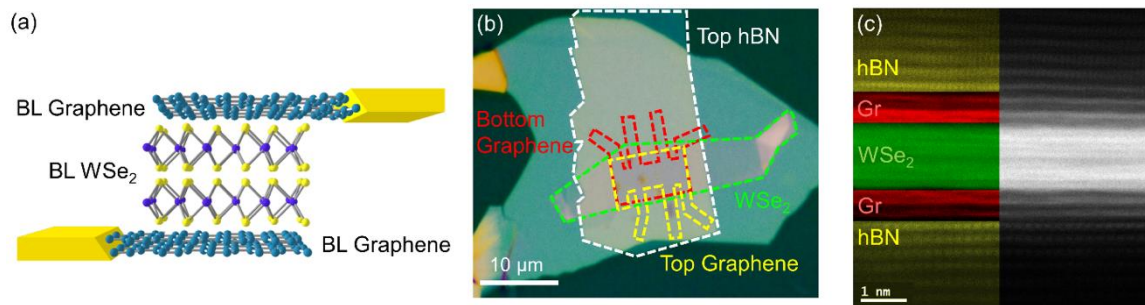 (a)
BL Graphene
BL WSe₂
BL Graphene
(b)
Top hBN
Bottom
Graphene
WSe₂
Top Graphene
10 μm
(c)
hBN
Gr
WSe₂
Gr
hBN
1 nm